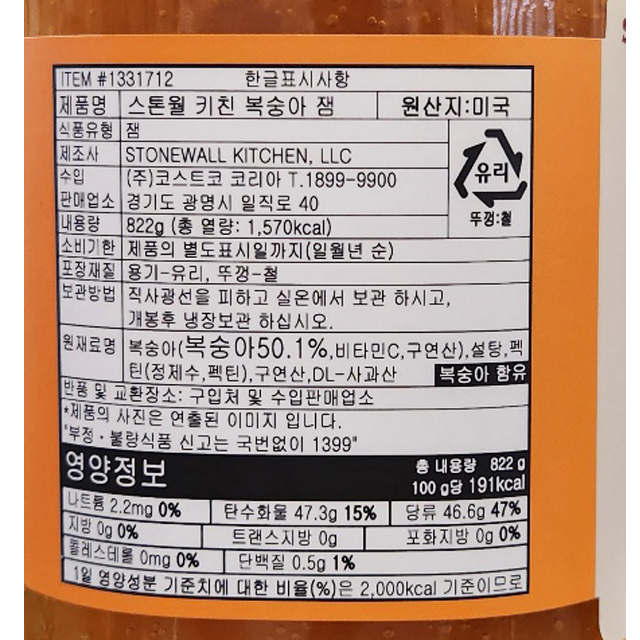 ITEM #1331712 한글표시사항
제품명 스톤월 키친 복숭아 잼 원산지:미국
식품유형 잼
제조사 STONEWALL KITCHEN, LLC
수입 (주)코스트코 코리아 T.1899-9900
판매업소 경기도 광명시 일직로 40
유리
뚜껑:철
내용량 822g (총 열량: 1,570kcal)
소비기한 제품의 별도표시일까지(일월년 순)
포장재질 용기-유리, 뚜껑-철
보관방법 직사광선을 피하고 실온에서 보관 하시고,
개봉후 냉장보관 하십시오.
원재료명 복숭아(복숭아50.1%,비타민C,구연산),설탕,펙
틴(정제수,펙틴),구연산,DL-사과산 복숭아 함유
반품 및 교환장소: 구입처 및 수입판매업소
*제품의 사진은 연출된 이미지 입니다.
"부정·불량식품 신고는 국번없이 1399"
영양정보 총 내용량 822 g
100 g당 191kcal
나트륨 2.2mg 0% 탄수화물 47.3g 15% 당류 46.6g 47%
지방 0g 0% 트랜스지방 0g 포화지방 0g 0%
콜레스테롤 0mg 0% 단백질 0.5g 1%
1일 영양성분 기준치에 대한 비율(%)은 2,000kcal 기준이므로